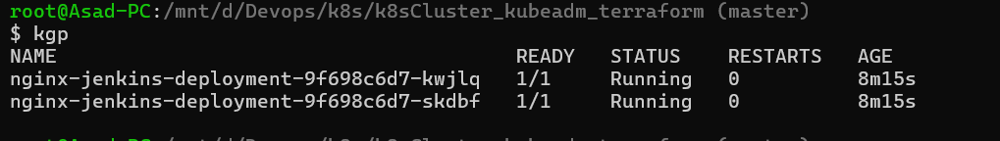 root@Asad-PC:/mnt/d/Devops/k8s/k8sCluster_kubeadm_terraform (master)
$ kgp
NAME READY STATUS RESTARTS AGE
nginx-jenkins-deployment-9f698c6d7-kwjlq 1/1 Running 0 8m15s
nginx-jenkins-deployment-9f698c6d7-skdbf 1/1 Running 0 8m15s